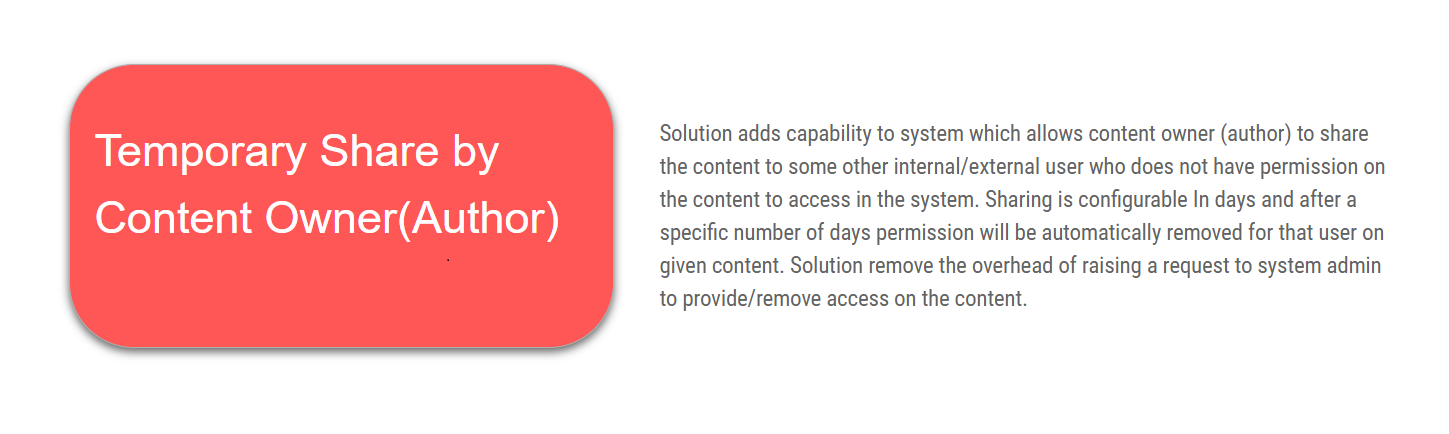 Temporary Share by
Content Owner(Author)
Solution adds capability to system which allows content owner (author) to share
the content to some other internal/external user who does not have permission on
the content to access in the system. Sharing is configurable In days and after a
specific number of days permission will be automatically removed for that user on
given content. Solution remove the overhead of raising a request to system admin
to provide/remove access on the content.